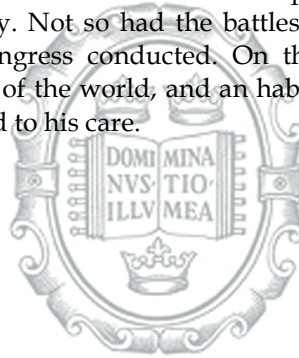 y. Not so had the battles
ngress conducted. On th
of the world, and an hab
d to his care.
DOMI MINA
NVS· TIO·
ILLV MEA